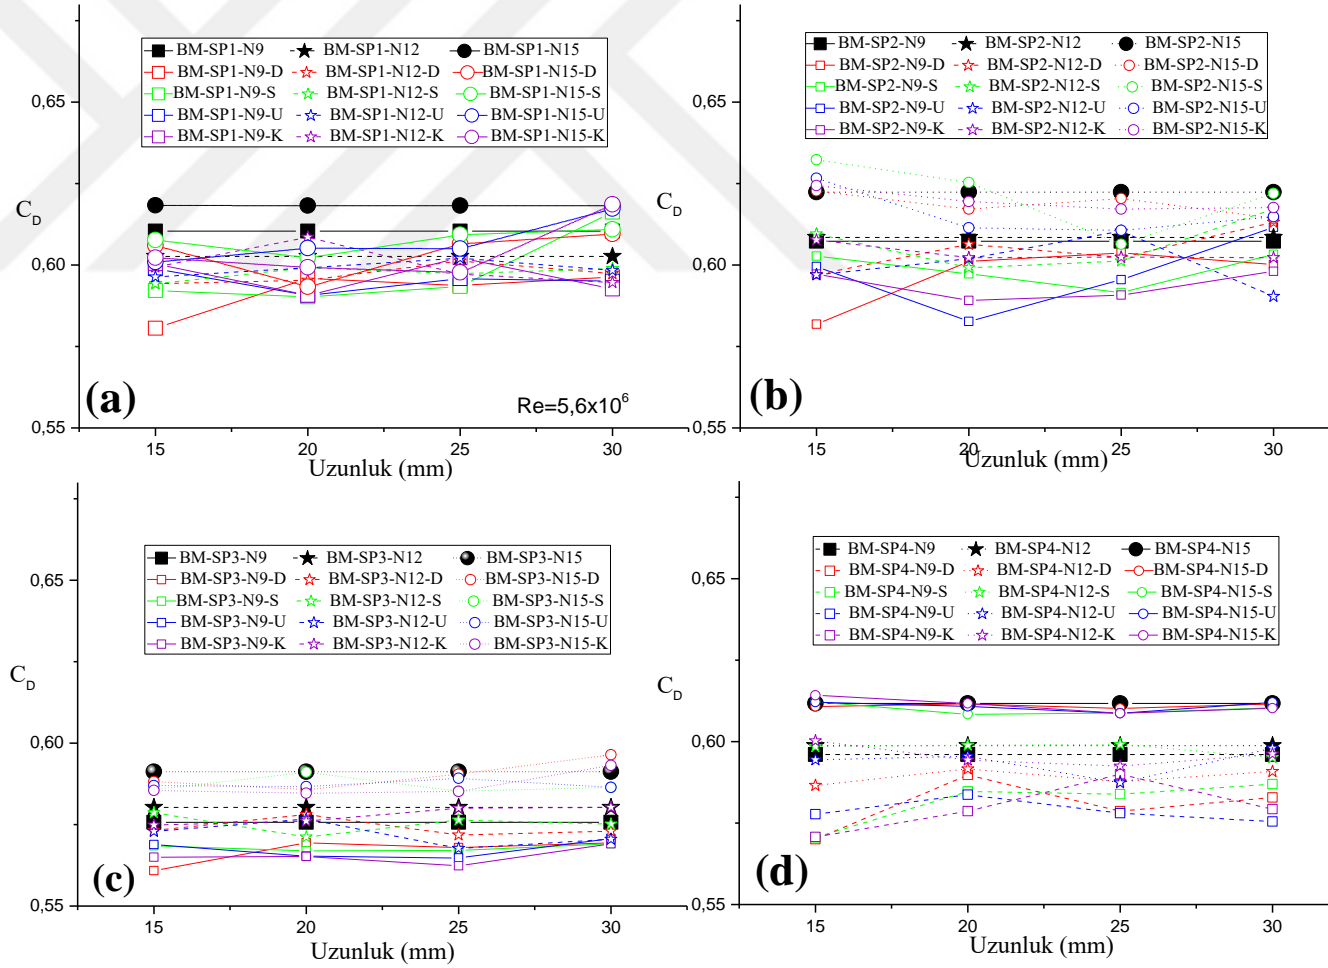 BM-SP1-N9 BM-SP1-N12 BM-SP1-N15
BM-SP1-N9-D BM-SP1-N12-D BM-SP1-N15-D
BM-SP1-N9-S BM-SP1-N12-S BM-SP1-N15-S
BM-SP1-N9-U BM-SP1-N12-U BM-SP1-N15-U
BM-SP1-N9-K BM-SP1-N12-K BM-SP1-N15-K
0,65
C_D
0,60
(a)
Re=5,6x10^6
0,55
15 20 25 30
Uzunluk (mm)
BM-SP2-N9 BM-SP2-N12 BM-SP2-N15
BM-SP2-N9-D BM-SP2-N12-D BM-SP2-N15-D
BM-SP2-N9-S BM-SP2-N12-S BM-SP2-N15-S
BM-SP2-N9-U BM-SP2-N12-U BM-SP2-N15-U
BM-SP2-N9-K BM-SP2-N12-K BM-SP2-N15-K
0,65
C_D
0,60
(b)
0,55
15 20 25 30
Uzunluk (mm)
BM-SP3-N9 BM-SP3-N12 BM-SP3-N15
BM-SP3-N9-D BM-SP3-N12-D BM-SP3-N15-D
BM-SP3-N9-S BM-SP3-N12-S BM-SP3-N15-S
BM-SP3-N9-U BM-SP3-N12-U BM-SP3-N15-U
BM-SP3-N9-K BM-SP3-N12-K BM-SP3-N15-K
0,65
0,60
C_D
(c)
0,55
15 20 25 30
Uzunluk (mm)
BM-SP4-N9 BM-SP4-N12 BM-SP4-N15
BM-SP4-N9-D BM-SP4-N12-D BM-SP4-N15-D
BM-SP4-N9-S BM-SP4-N12-S BM-SP4-N15-S
BM-SP4-N9-U BM-SP4-N12-U BM-SP4-N15-U
BM-SP4-N9-K BM-SP4-N12-K BM-SP4-N15-K
0,65
C_D
0,60
(d)
0,55
15 20 25 30
Uzunluk (mm)